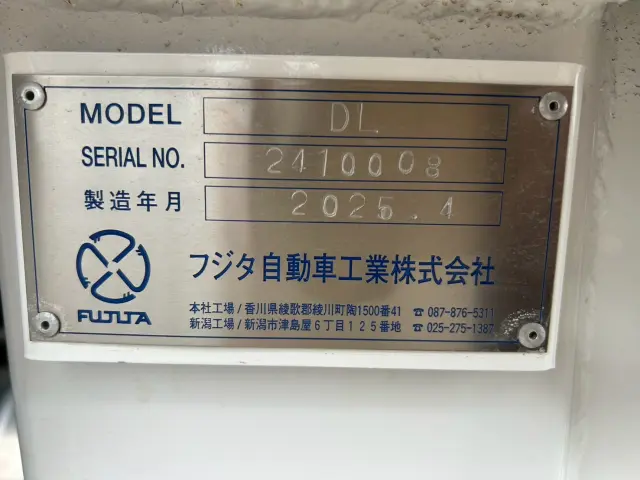 MODEL DL
SERIAL NO. 2410008
製造年月 2025.4
FUJITA
フジタ自動車工業株式会社
本社工場/香川県綾歌郡綾川町陶1500番41 ☎087-876-5311
新潟工場/新潟市津島屋6丁目125番地 ☎025-275-1387